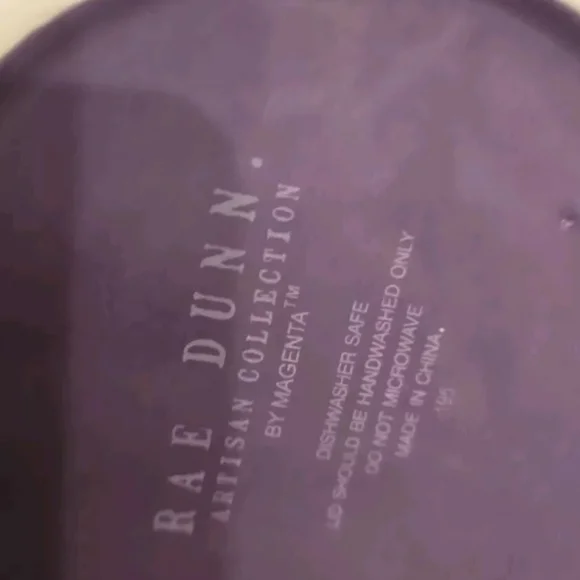 RAE DUNN.
ARTISAN COLLECTION
BY MAGENTA™
DISHWASHER SAFE
LID SHOULD BE HANDWASHED ONLY
DO NOT MICROWAVE
MADE IN CHINA.